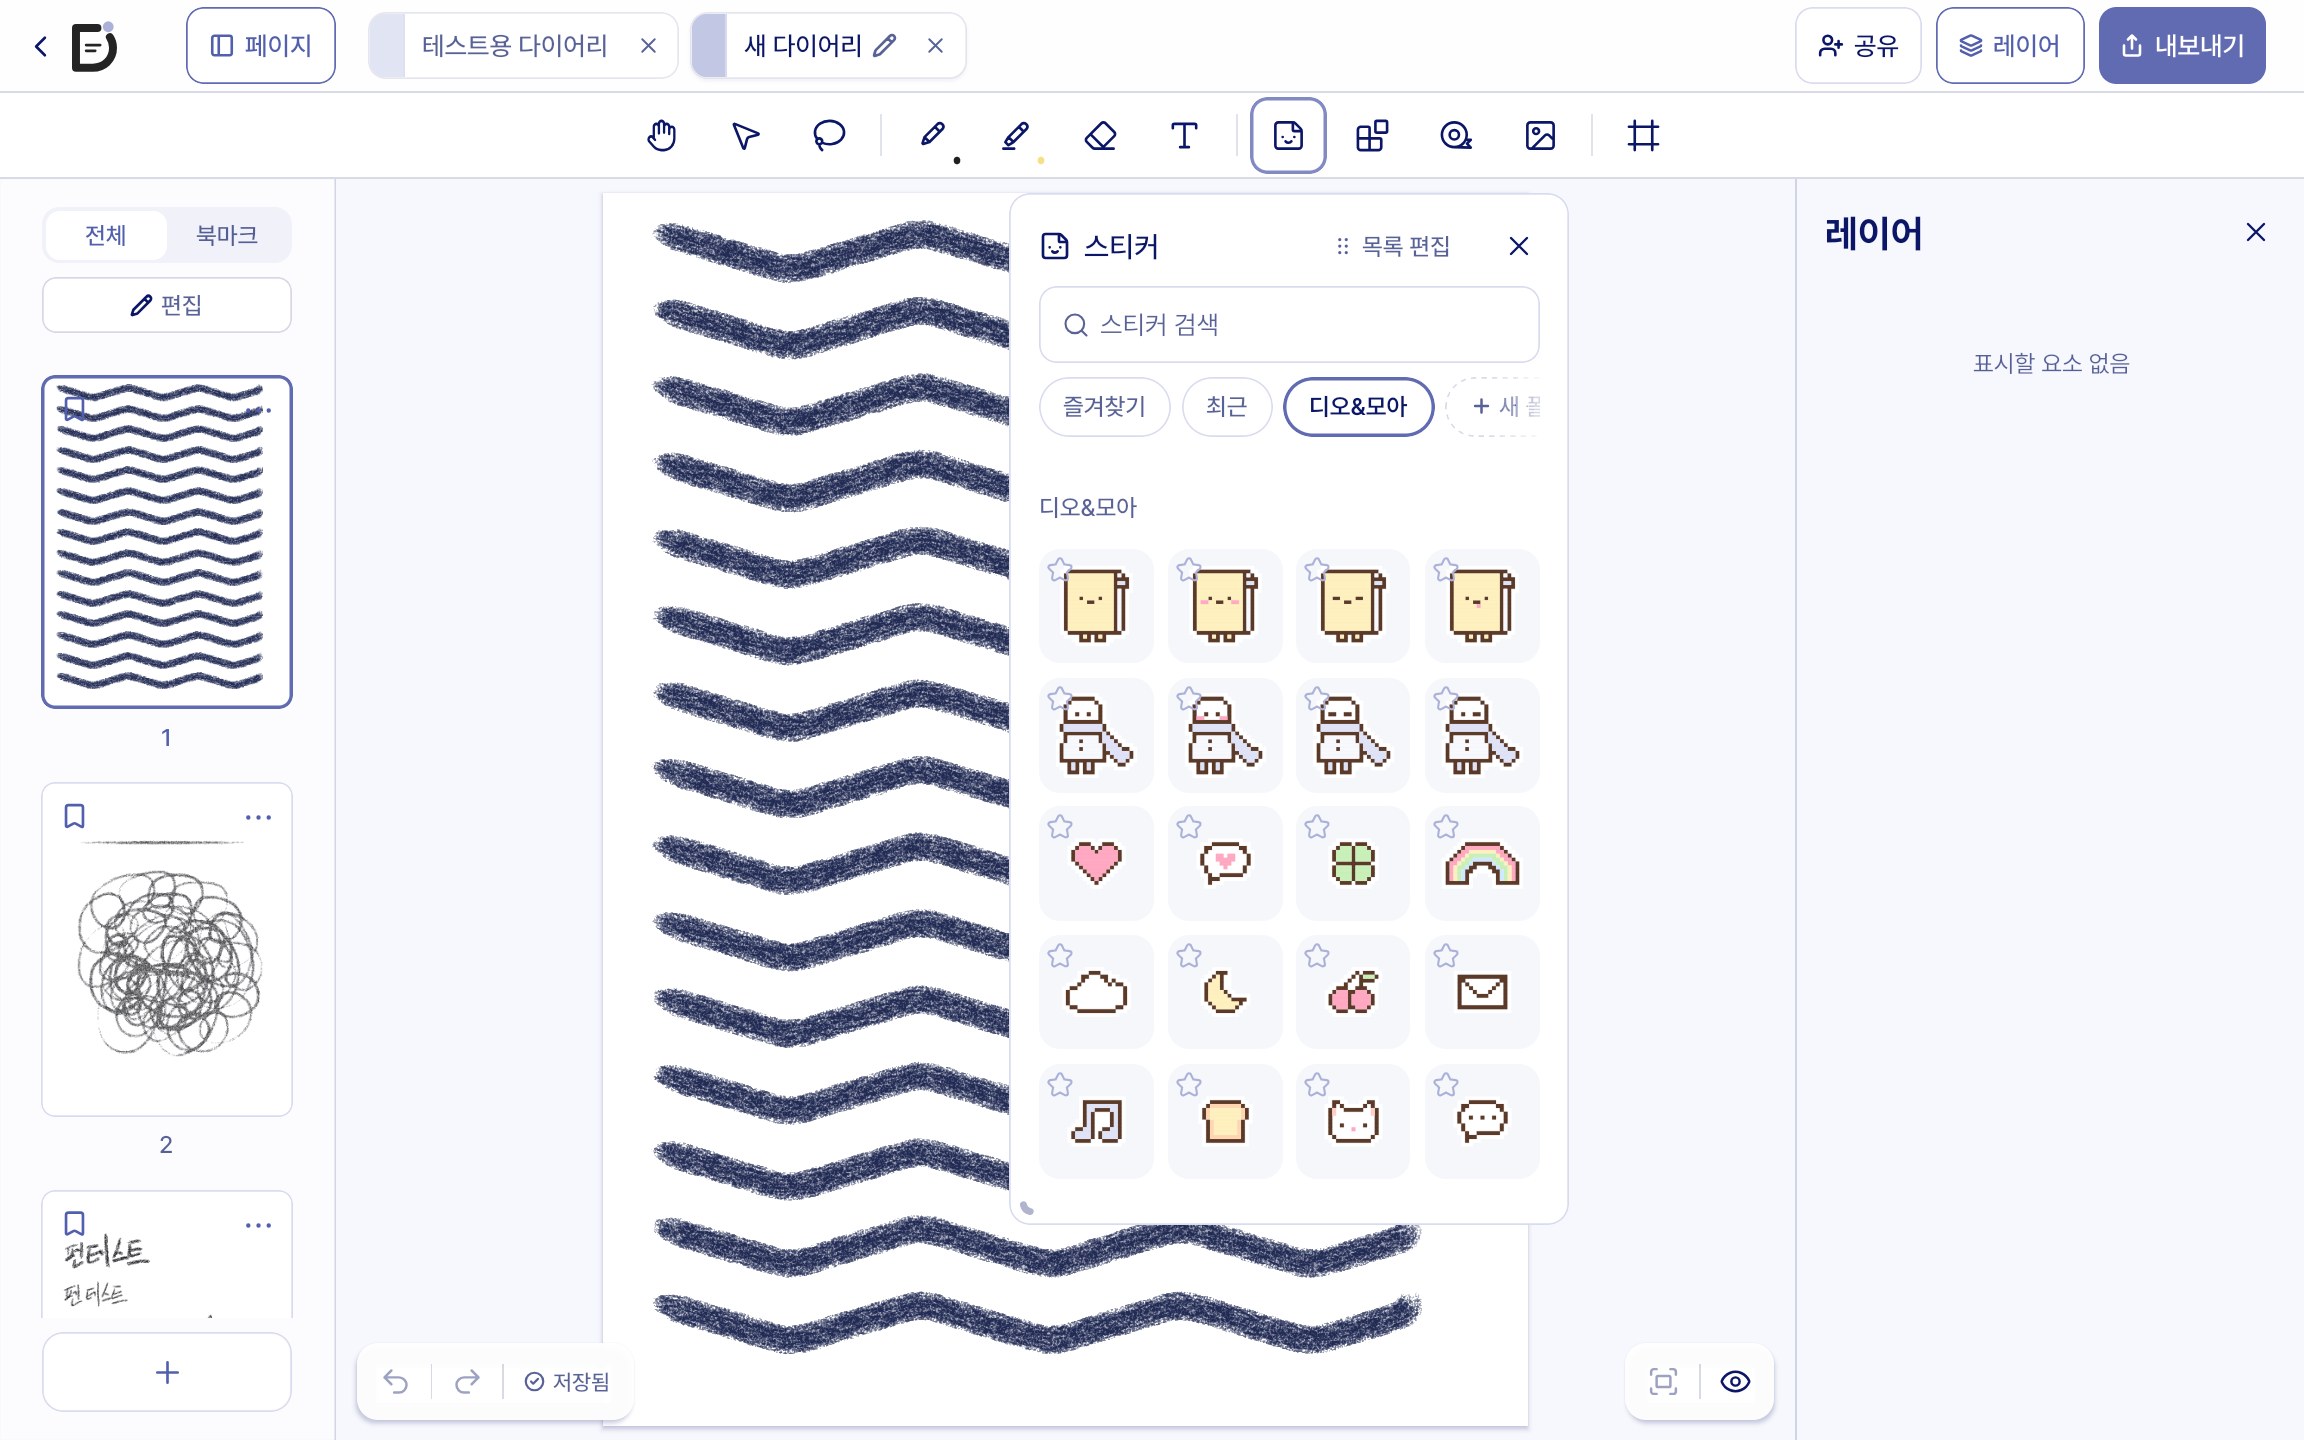 페이지
테스트용 다이어리
새 다이어리
공유
레이어
내보내기
전체
북마크
편집
1
2
펜테스트
펜테스트
스티커
목록 편집
스티커 검색
즐겨찾기
최근
디오&모아
+ 새
디오&모아
저장됨
레이어
표시할 요소 없음